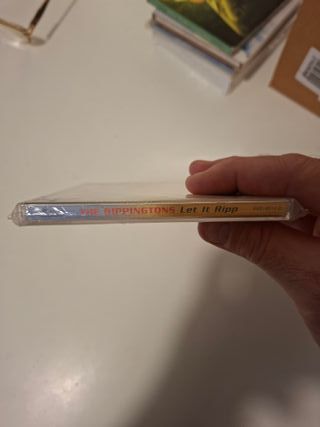 THE RIPPINGTONS Let It Ripp